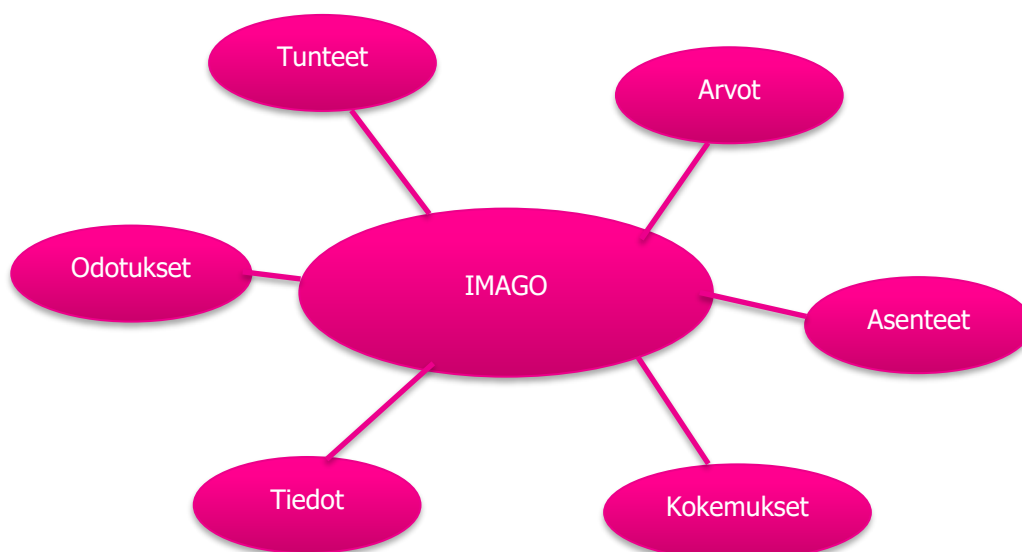 Tunteet
Arvot
Odotukset
IMAGO
Asenteet
Tiedot
Kokemukset